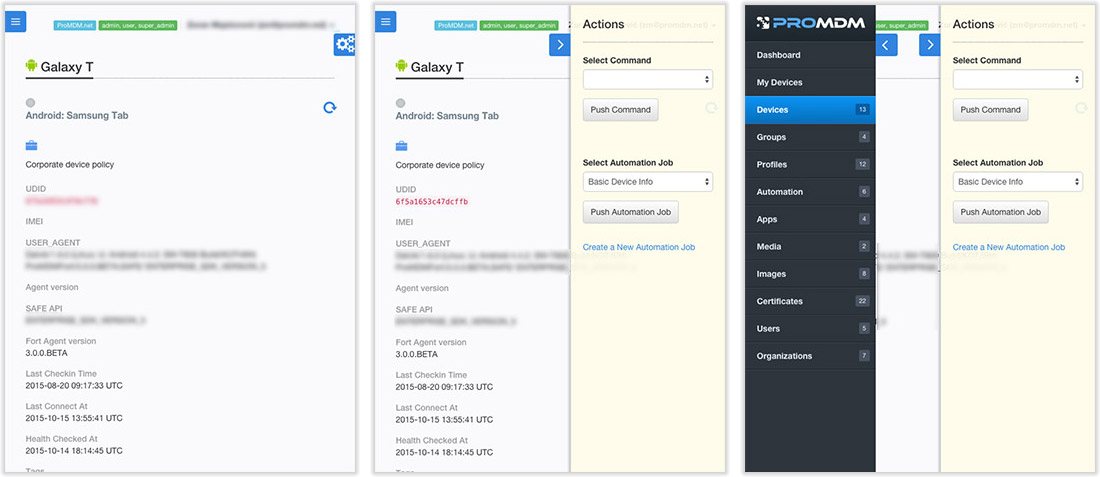 ProMDM.net admin, user, super_admin
Galaxy T
Android: Samsung Tab
Corporate device policy
UDID
IMEI
USER_AGENT
Agent version
SAFE API
Fort Agent version
3.0.0.BETA
Last Checkin Time
2015-08-20 09:17:33 UTC
Last Connect At
2015-10-15 13:55:41 UTC
Health Checked At
2015-10-14 18:14:45 UTC
Tags
ProMDM.net admin, user, super_admin
Galaxy T
Android: Samsung Tab
Corporate device policy
UDID
6f5a1653c47dcffb
IMEI
USER_AGENT
Agent version
SAFE API
Fort Agent version
3.0.0.BETA
Last Checkin Time
2015-08-20 09:17:33 UTC
Last Connect At
2015-10-15 13:55:41 UTC
Health Checked At
2015-10-14 18:14:45 UTC
Actions
Select Command
Push Command
Select Automation Job
Basic Device Info
Push Automation Job
Create a New Automation Job
PROMDM
Dashboard
My Devices
Devices 13
Groups 4
Profiles 12
Automation 6
Apps 4
Media 2
Images 8
Certificates 22
Users 5
Organizations 7
super_admin
Actions
Select Command
Push Command
Select Automation Job
Basic Device Info
Push Automation Job
Create a New Automation Job